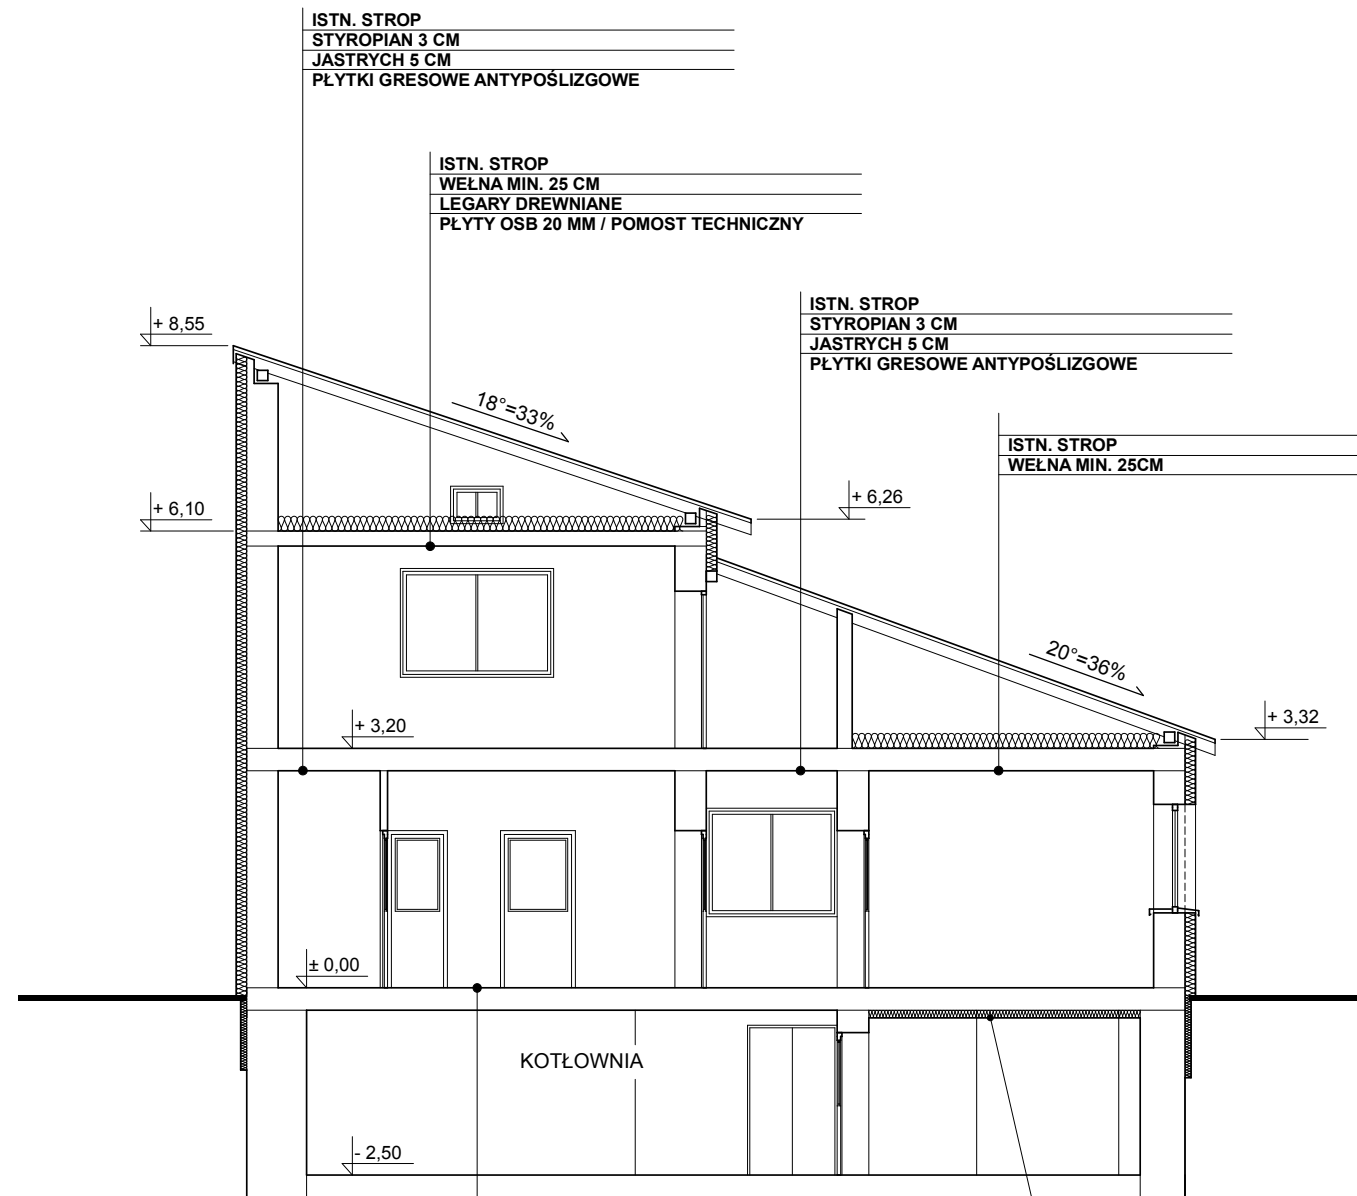 ISTN. STROP
STYROPIAN 3 CM
JASTRYCH 5 CM
PŁYTKI GRESOWE ANTYPOŚLIZGOWE
ISTN. STROP
WEŁNA MIN. 25 CM
LEGARY DREWNIANE
PŁYTY OSB 20 MM / POMOST TECHNICZNY
ISTN. STROP
STYROPIAN 3 CM
JASTRYCH 5 CM
PŁYTKI GRESOWE ANTYPOŚLIZGOWE
+ 8,55
18°=33%
ISTN. STROP
WEŁNA MIN. 25CM
+ 6,10
+ 6,26
20°=36%
+ 3,20
+ 3,32
± 0,00
KOTŁOWNIA
- 2,50